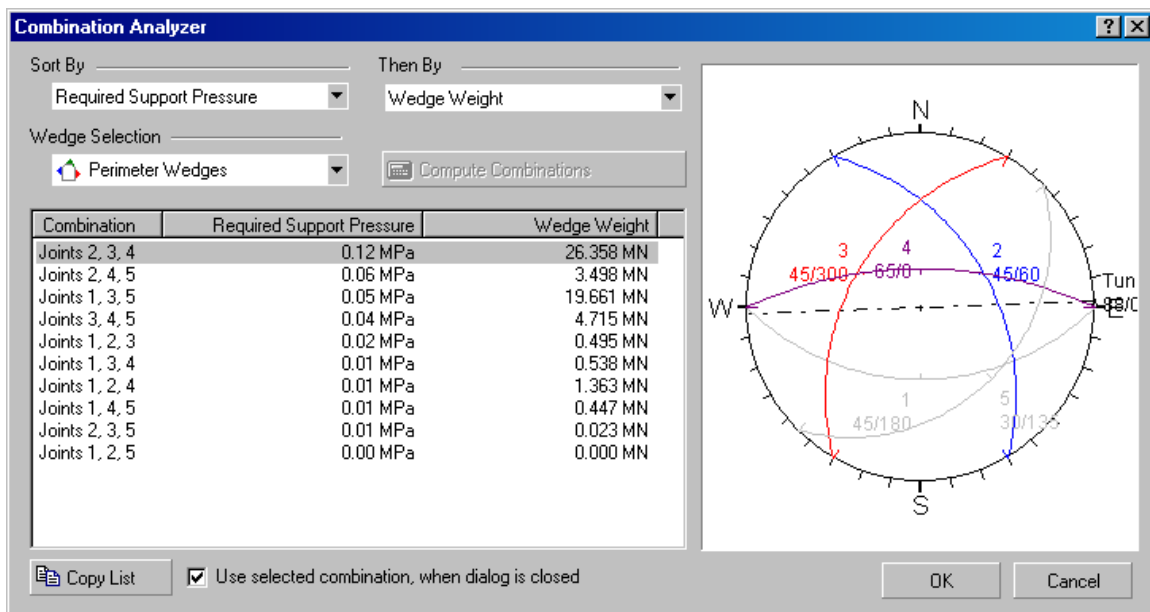 Combination Analyzer
Sort By
Then By
Required Support Pressure
Wedge Weight
Wedge Selection
Perimeter Wedges
Compute Combinations
Combination Required Support Pressure Wedge Weight
Joints 2, 3, 4 0.12 MPa 26.358 MN
Joints 2, 4, 5 0.06 MPa 3.498 MN
Joints 1, 3, 5 0.05 MPa 19.661 MN
Joints 3, 4, 5 0.04 MPa 4.715 MN
Joints 1, 2, 3 0.02 MPa 0.495 MN
Joints 1, 3, 4 0.01 MPa 0.538 MN
Joints 1, 2, 4 0.01 MPa 1.363 MN
Joints 1, 4, 5 0.01 MPa 0.447 MN
Joints 2, 3, 5 0.01 MPa 0.023 MN
Joints 1, 2, 5 0.00 MPa 0.000 MN
N
3 4 2
45/300 65/0 45/60
Tun
W E
1 5
45/180 30/135
S
Copy List
Use selected combination, when dialog is closed
OK
Cancel